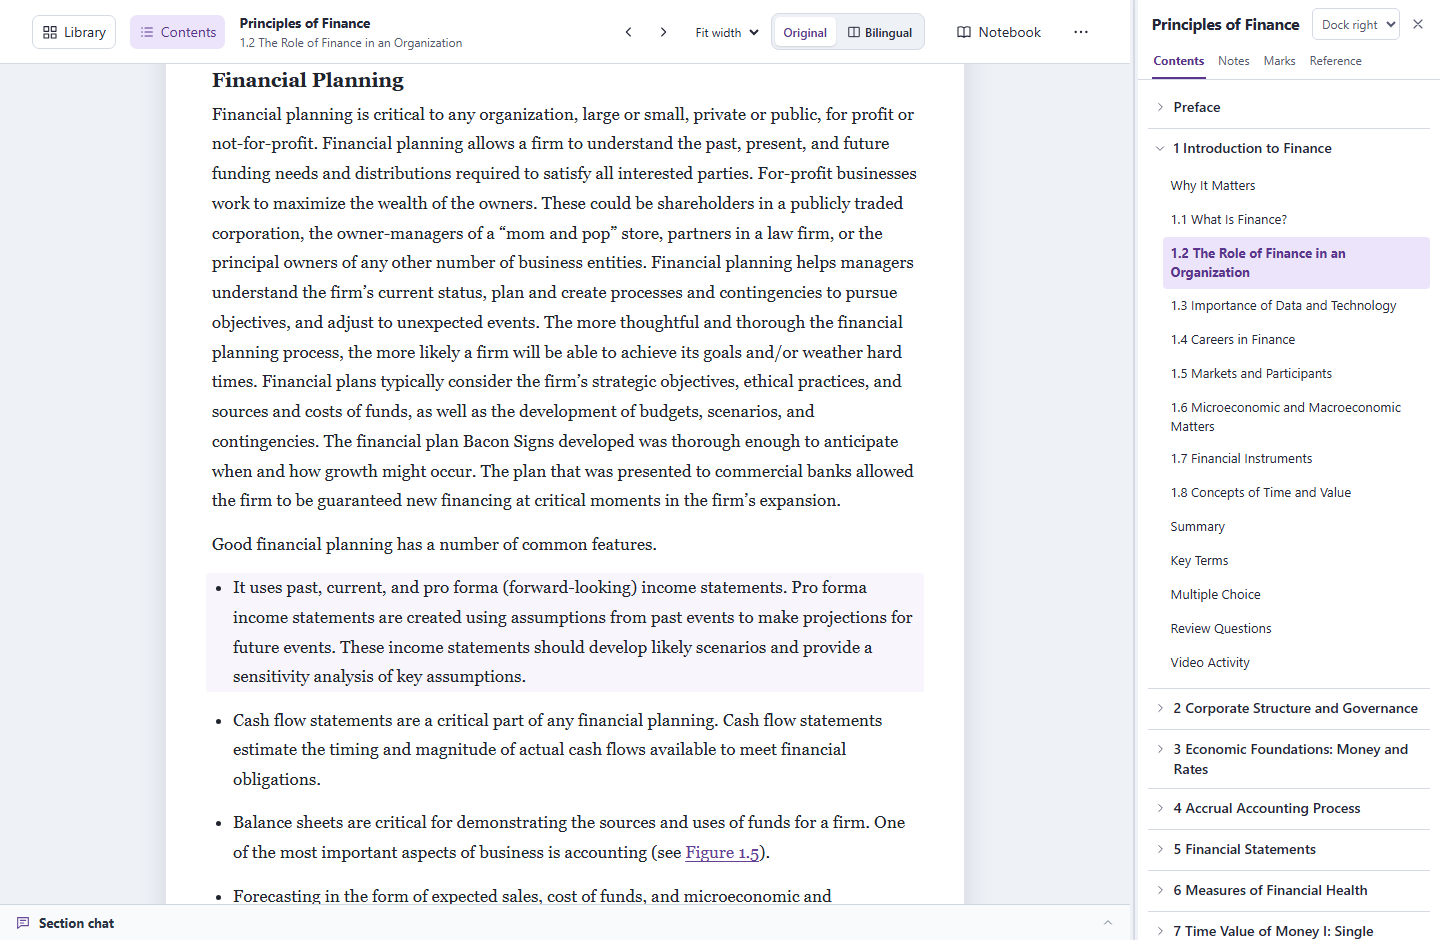 Library
Contents
Principles of Finance
1.2 The Role of Finance in an Organization
Fit width
Original
Bilingual
Notebook
Financial Planning
Financial planning is critical to any organization, large or small, private or public, for profit or
not-for-profit. Financial planning allows a firm to understand the past, present, and future
funding needs and distributions required to satisfy all interested parties. For-profit businesses
work to maximize the wealth of the owners. These could be shareholders in a publicly traded
corporation, the owner-managers of a “mom and pop” store, partners in a law firm, or the
principal owners of any other number of business entities. Financial planning helps managers
understand the firm’s current status, plan and create processes and contingencies to pursue
objectives, and adjust to unexpected events. The more thoughtful and thorough the financial
planning process, the more likely a firm will be able to achieve its goals and/or weather hard
times. Financial plans typically consider the firm’s strategic objectives, ethical practices, and
sources and costs of funds, as well as the development of budgets, scenarios, and
contingencies. The financial plan Bacon Signs developed was thorough enough to anticipate
when and how growth might occur. The plan that was presented to commercial banks allowed
the firm to be guaranteed new financing at critical moments in the firm’s expansion.
Good financial planning has a number of common features.
• It uses past, current, and pro forma (forward-looking) income statements. Pro forma
income statements are created using assumptions from past events to make projections for
future events. These income statements should develop likely scenarios and provide a
sensitivity analysis of key assumptions.
• Cash flow statements are a critical part of any financial planning. Cash flow statements
estimate the timing and magnitude of actual cash flows available to meet financial
obligations.
• Balance sheets are critical for demonstrating the sources and uses of funds for a firm. One
of the most important aspects of business is accounting (see Figure 1.5).
• Forecasting in the form of expected sales, cost of funds, and microeconomic and
Section chat
Principles of Finance
Dock right
Contents
Notes
Marks
Reference
Preface
1 Introduction to Finance
Why It Matters
1.1 What Is Finance?
1.2 The Role of Finance in an
Organization
1.3 Importance of Data and Technology
1.4 Careers in Finance
1.5 Markets and Participants
1.6 Microeconomic and Macroeconomic
Matters
1.7 Financial Instruments
1.8 Concepts of Time and Value
Summary
Key Terms
Multiple Choice
Review Questions
Video Activity
2 Corporate Structure and Governance
3 Economic Foundations: Money and
Rates
4 Accrual Accounting Process
5 Financial Statements
6 Measures of Financial Health
7 Time Value of Money I: Single